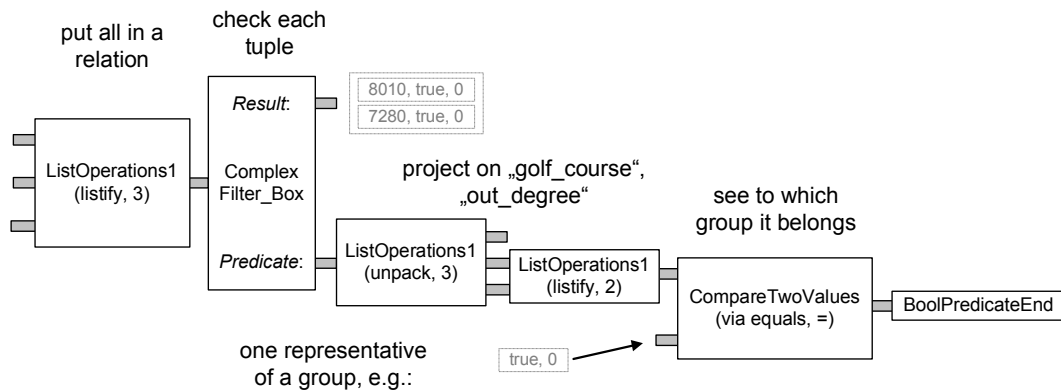 put all in a
relation
check each
tuple
Result:
8010, true, 0
7280, true, 0
ListOperations1
(listify, 3)
Complex
Filter_Box
Predicate:
project on „golf_course“,
„out_degree“
ListOperations1
(unpack, 3)
ListOperations1
(listify, 2)
see to which
group it belongs
CompareTwoValues
(via equals, =)
BoolPredicateEnd
one representative
of a group, e.g.:
true, 0